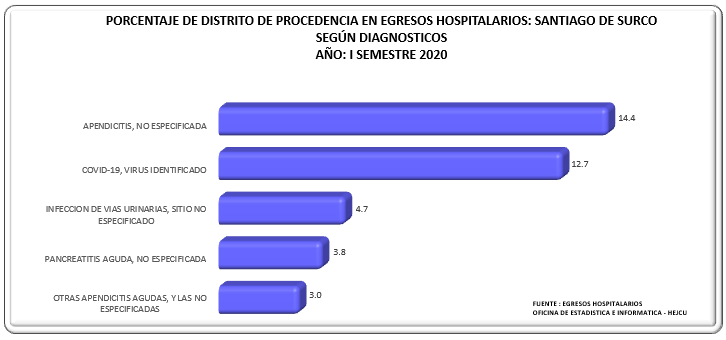 PORCENTAJE DE DISTRITO DE PROCEDENCIA EN EGRESOS HOSPITALARIOS: SANTIAGO DE SURCO
SEGÚN DIAGNOSTICOS
AÑO: I SEMESTRE 2020
APENDICITIS, NO ESPECIFICADA
14.4
COVID-19, VIRUS IDENTIFICADO
12.7
INFECCION DE VIAS URINARIAS, SITIO NO
ESPECIFICADO
4.7
PANCREATITIS AGUDA, NO ESPECIFICADA
3.8
OTRAS APENDICITIS AGUDAS, Y LAS NO
ESPECIFICADAS
3.0
FUENTE : EGRESOS HOSPITALARIOS
OFICINA DE ESTADISTICA E INFORMATICA - HEJCU